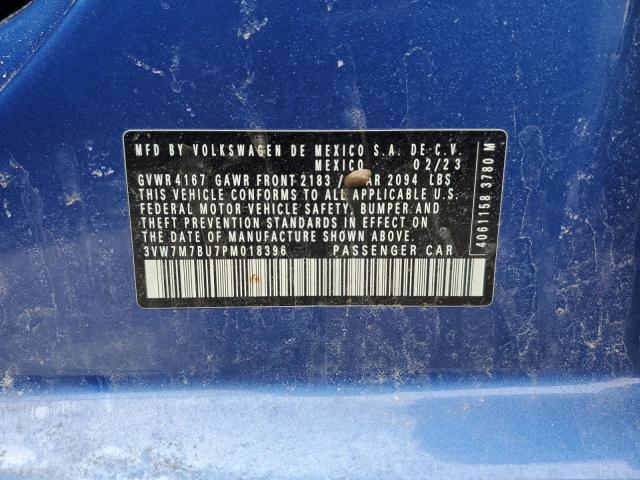 MFD BY VOLKSWAGEN DE MEXICO S.A. DE C.V.
MEXICO 02/23
GVWR 4167 GAWR FRONT 2183 / AR 2094 LBS
THIS VEHICLE CONFORMS TO ALL APPLICABLE U.S.
FEDERAL MOTOR VEHICLE SAFETY, BUMPER AND
THEFT PREVENTION STANDARDS IN EFFECT ON
THE DATE OF MANUFACTURE SHOWN ABOVE.
3VW7M7BU7PM018396 PASSENGER CAR
4061158 3780 M